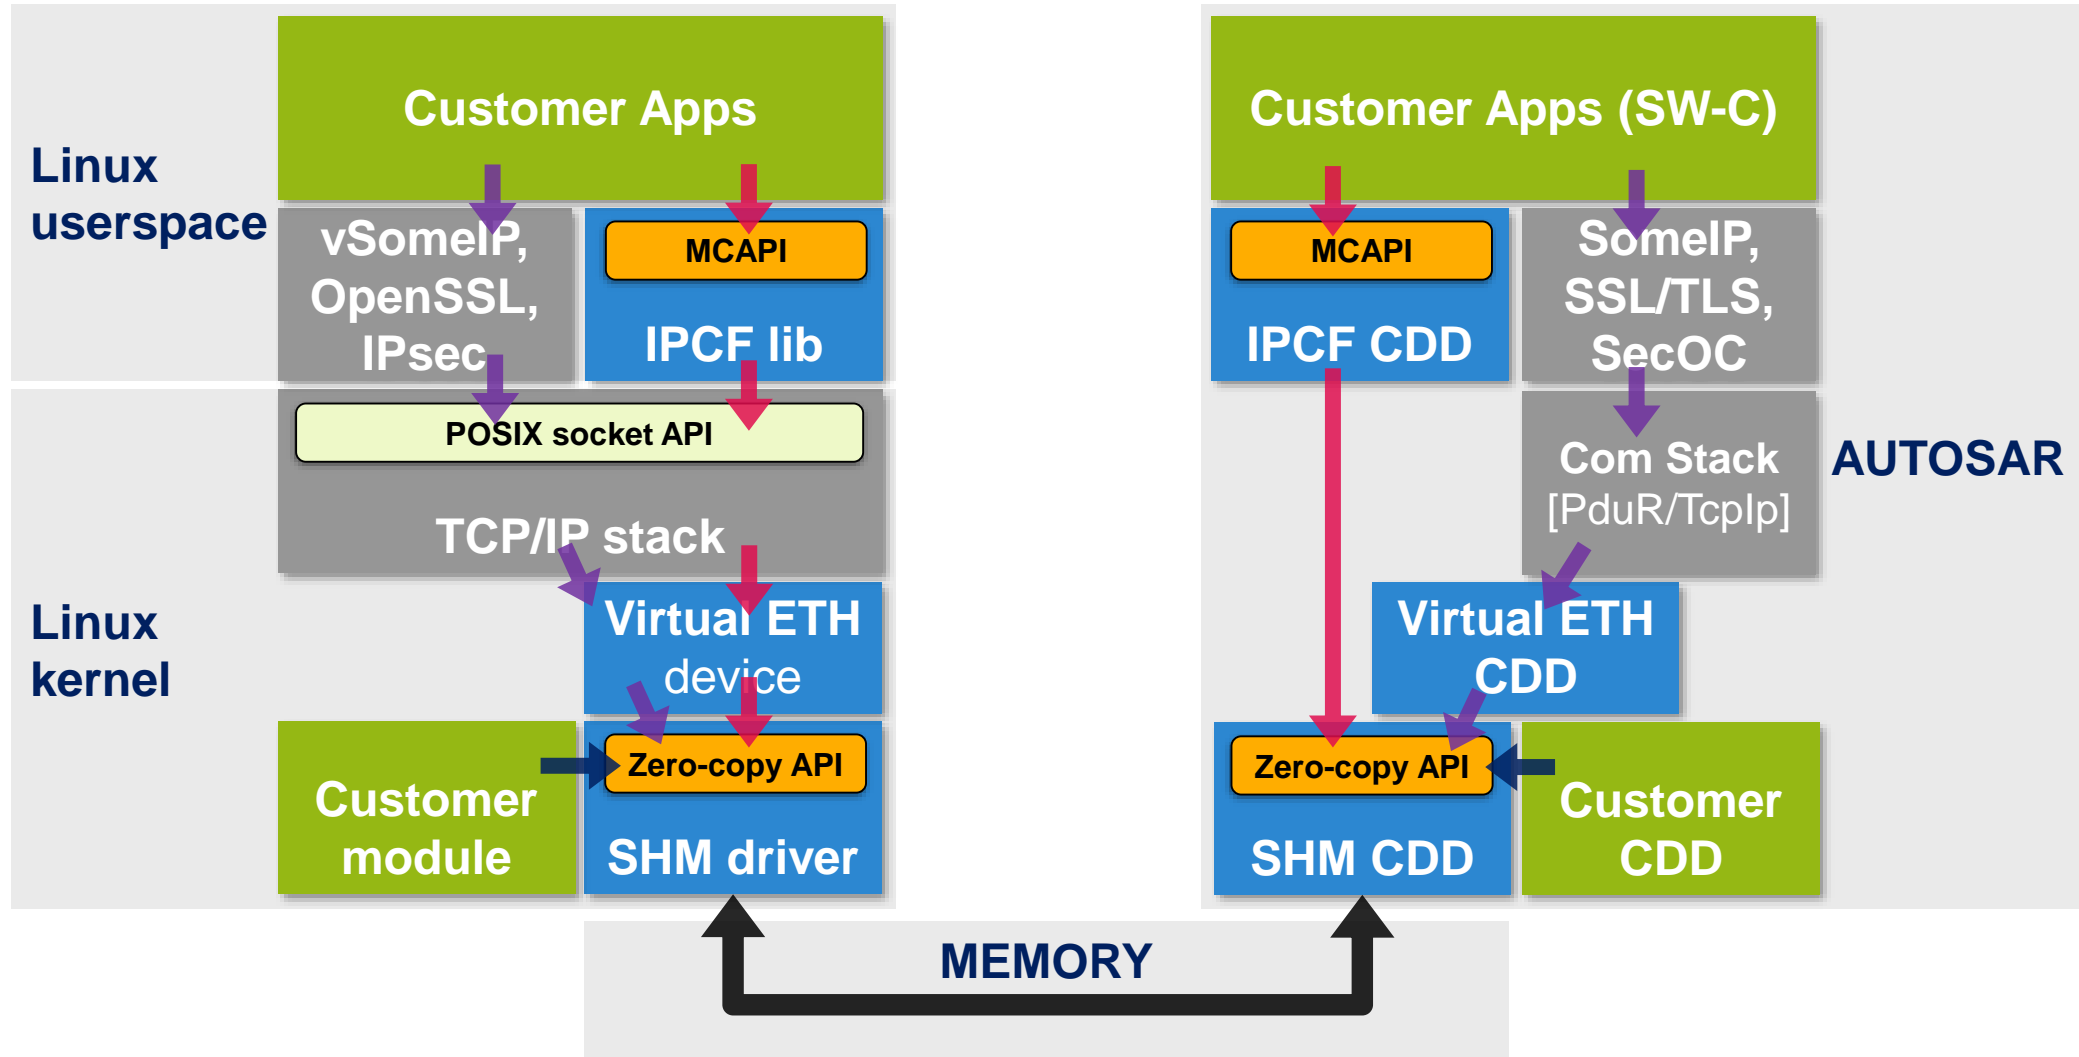 Customer Apps
Linux
userspace
vSomeIP,
OpenSSL,
IPsec
MCAPI
IPCF lib
POSIX socket API
TCP/IP stack
Linux
kernel
Virtual ETH
device
Customer
module
Zero-copy API
SHM driver
Customer Apps (SW-C)
MCAPI
IPCF CDD
SomeIP,
SSL/TLS,
SecOC
Com Stack
[PduR/TcpIp]
AUTOSAR
Virtual ETH
CDD
Zero-copy API
SHM CDD
Customer
CDD
MEMORY